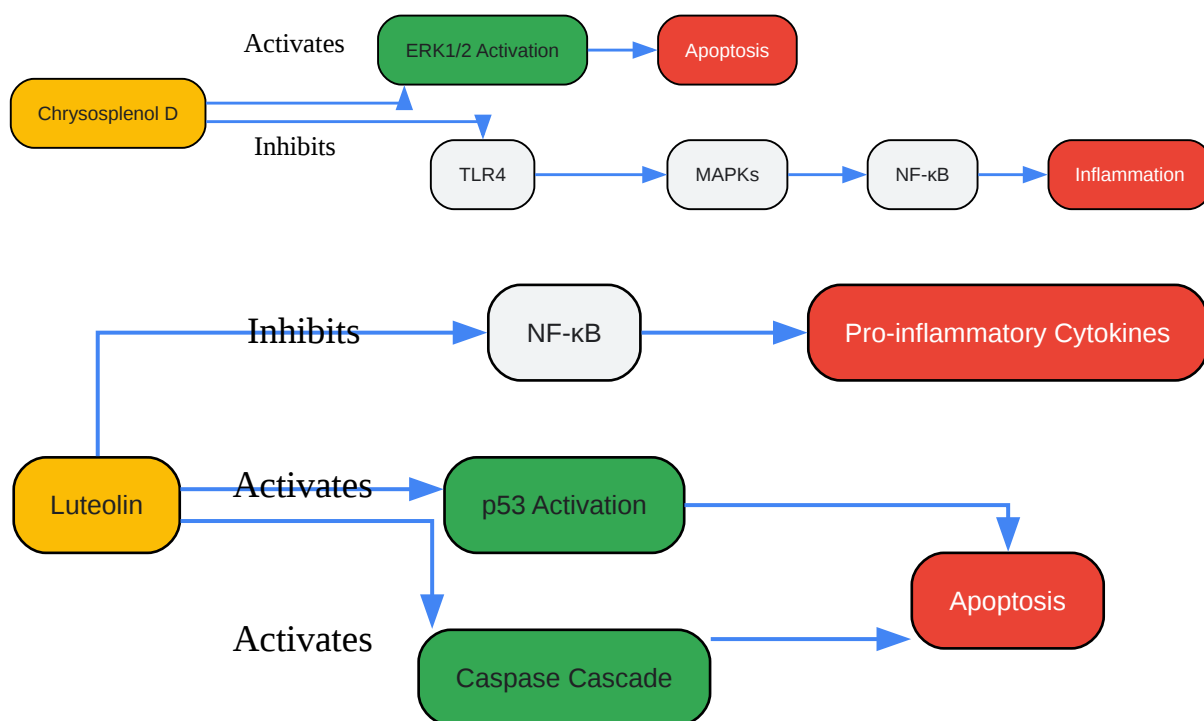 Activates
ERK1/2 Activation
Apoptosis
Chrysosplenol D
Inhibits
TLR4
MAPKs
NF-κB
Inflammation
Inhibits
NF-κB
Pro-inflammatory Cytokines
Luteolin
Activates
p53 Activation
Apoptosis
Activates
Caspase Cascade